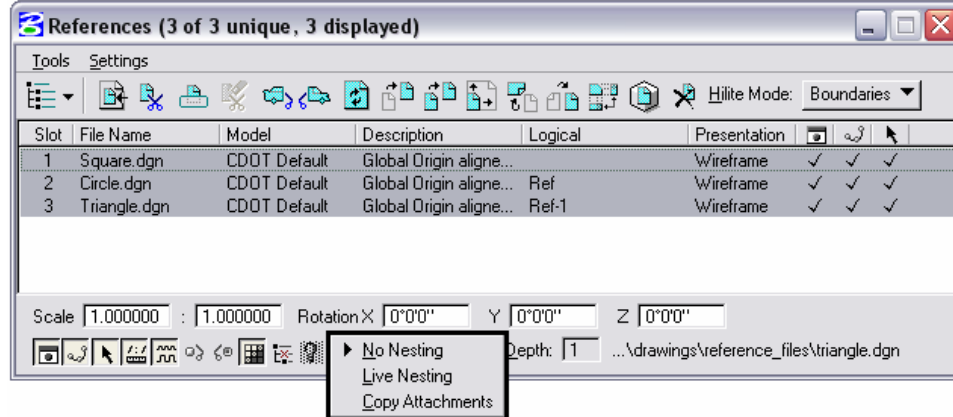 References (3 of 3 unique, 3 displayed)
Tools Settings
Hilite Mode: Boundaries
Slot File Name Model Description Logical Presentation
1 Square.dgn CDOT Default Global Origin aligne... Wireframe
2 Circle.dgn CDOT Default Global Origin aligne... Ref Wireframe
3 Triangle.dgn CDOT Default Global Origin aligne... Ref-1 Wireframe
Scale 1.000000 : 1.000000 Rotation X 0°0'0" Y 0°0'0" Z 0°0'0"
No Nesting Depth: 1 ...\drawings\reference_files\triangle.dgn
Live Nesting
Copy Attachments